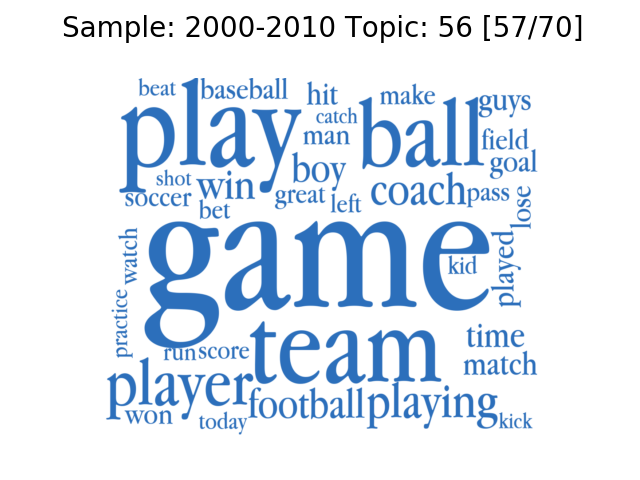 Sample: 2000-2010 Topic: 56 [57/70]
beat
baseball
hit
make
guys
play
catch
ball
man
field
boy
goal
shot
win
soccer
great
left
coach
pass
bet
lose
game
watch
kid
played
practice
run
score
team
time
match
player
won
today
football
playing
kick